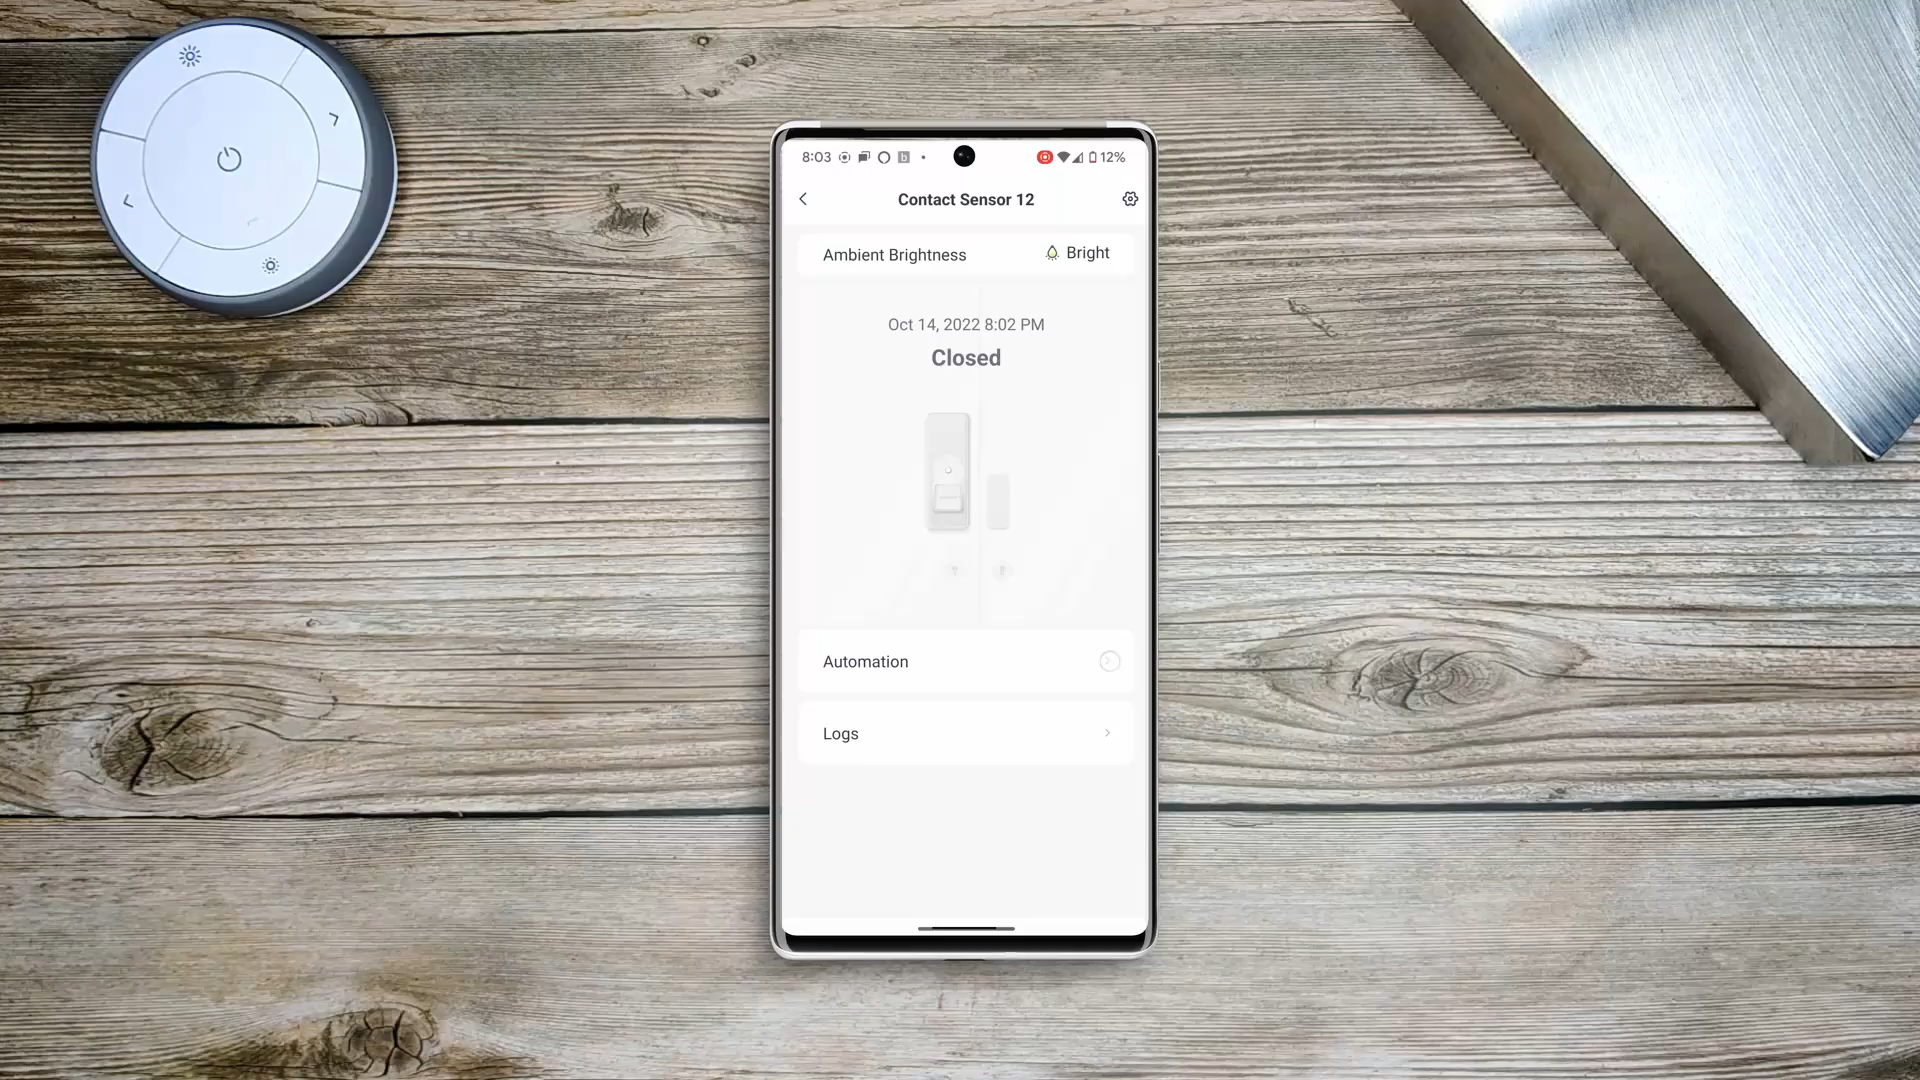 8:03 12%
Contact Sensor 12
Ambient Brightness Bright
Oct 14, 2022 8:02 PM
Closed
Automation
Logs